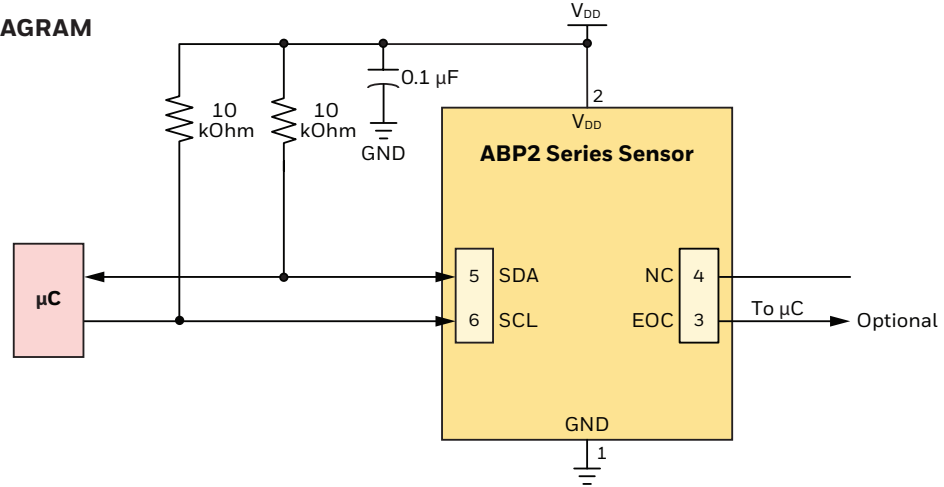 AGRAM
VDD
0.1 µF
10
kOhm
10
kOhm
GND
2
VDD
ABP2 Series Sensor
µC
5 SDA
NC 4
6 SCL
EOC 3
To µC
Optional
GND
1